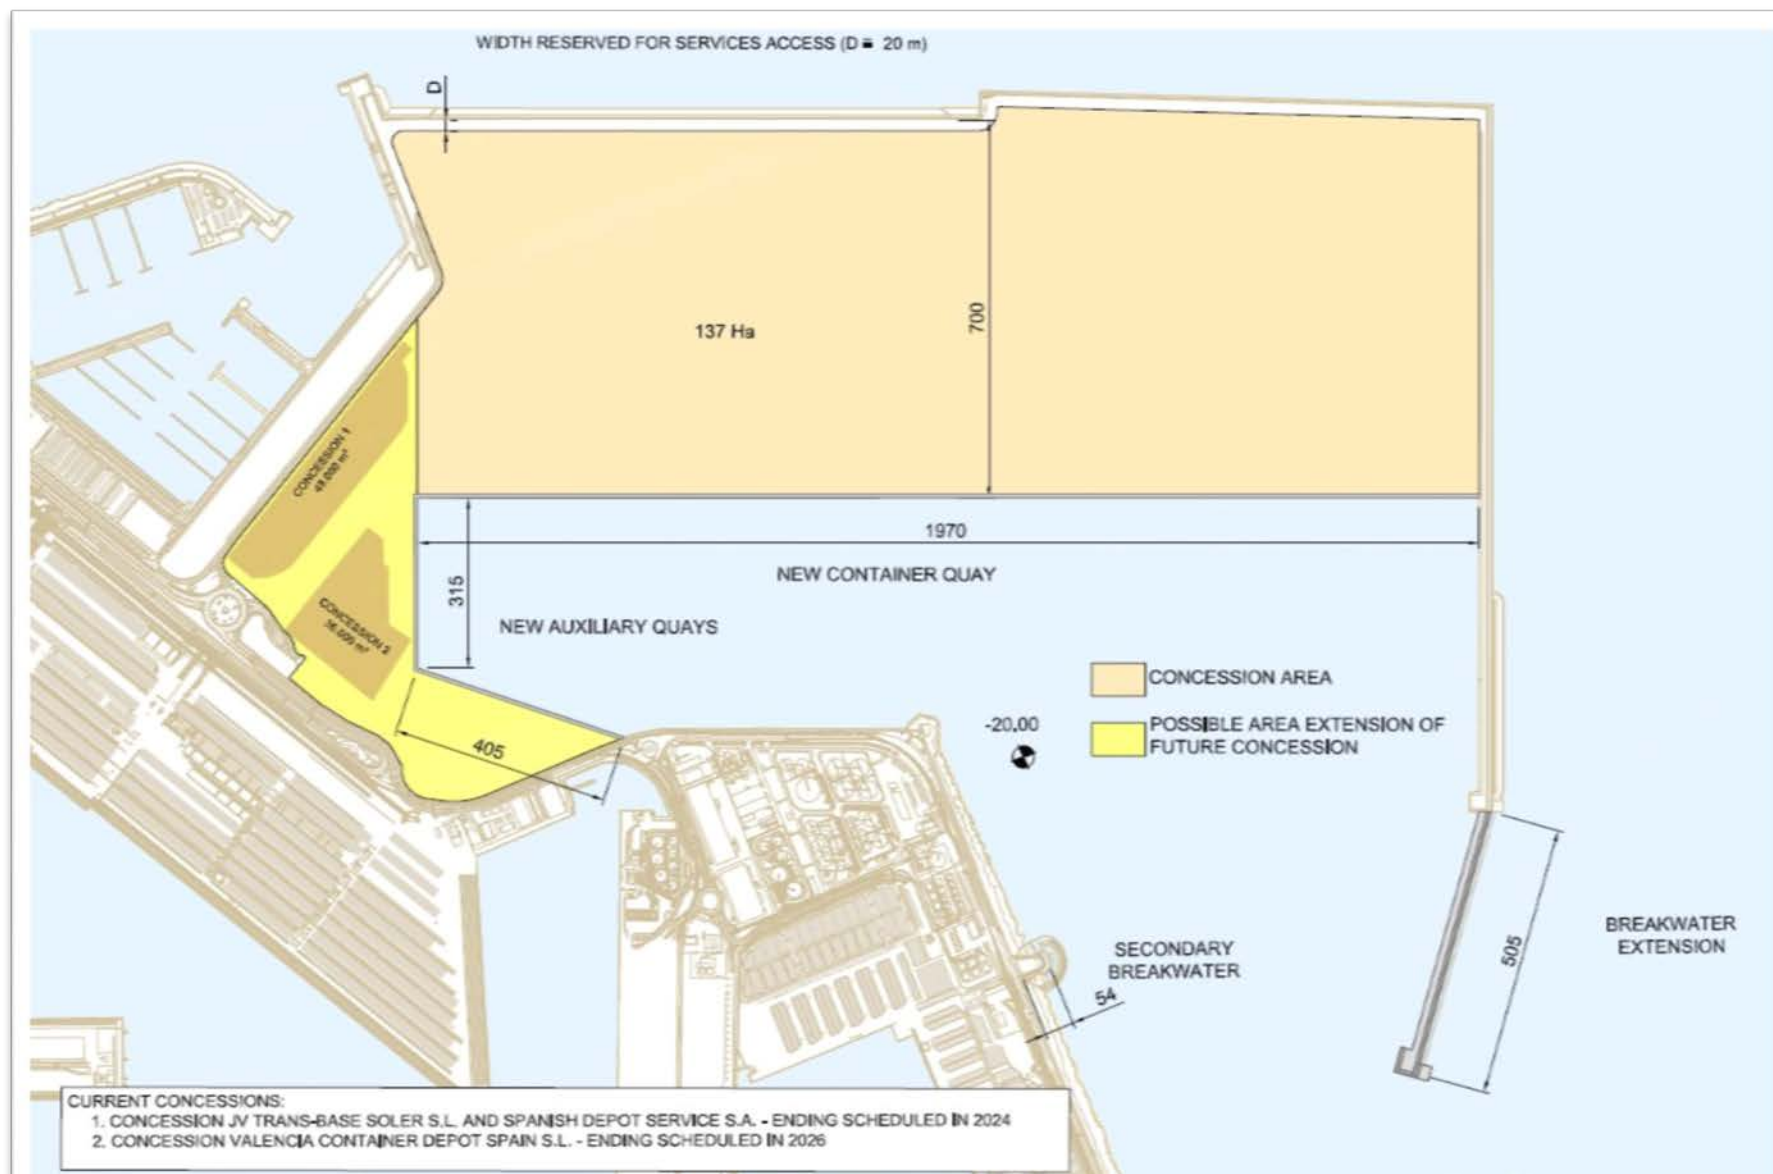 WIDTH RESERVED FOR SERVICES ACCESS (D = 20 m)
D
137 Ha
700
CONCESSION 1
49.000 m²
1970
NEW CONTAINER QUAY
315
NEW AUXILIARY QUAYS
CONCESSION 2
CONCESSION AREA
-20.00
POSSIBLE AREA EXTENSION OF
FUTURE CONCESSION
405
SECONDARY
BREAKWATER
54
505
BREAKWATER
EXTENSION
CURRENT CONCESSIONS:
1. CONCESSION JV TRANS-BASE SOLER S.L. AND SPANISH DEPOT SERVICE S.A. - ENDING SCHEDULED IN 2024
2. CONCESSION VALENCIA CONTAINER DEPOT SPAIN S.L. - ENDING SCHEDULED IN 2026